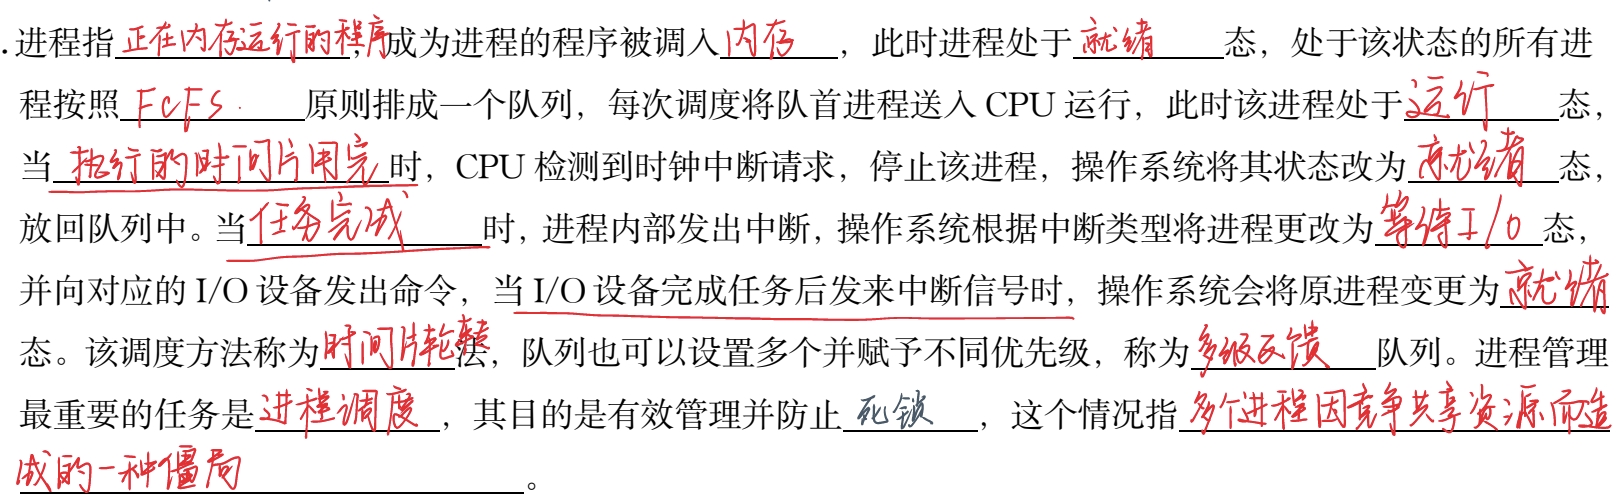 .进程指正在内存运行的程序,成为进程的程序被调入内存，此时进程处于就绪态，处于该状态的所有进
程按照FCFS原则排成一个队列，每次调度将队首进程送入 CPU 运行，此时该进程处于运行态，
当执行的时间片用完时，CPU 检测到时钟中断请求，停止该进程，操作系统将其状态改为就绪态，
放回队列中。当任务完成时，进程内部发出中断，操作系统根据中断类型将进程更改为等待I/O态，
并向对应的 I/O 设备发出命令，当 I/O 设备完成任务后发来中断信号时，操作系统会将原进程变更为就绪
态。该调度方法称为时间片轮转法，队列也可以设置多个并赋予不同优先级，称为多级反馈队列。进程管理
最重要的任务是进程调度，其目的是有效管理并防止死锁，这个情况指多个进程因竞争共享资源而造
成的一种僵局。